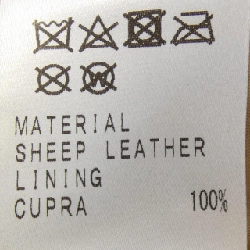 MATERIAL
SHEEP LEATHER
LINING
CUPRA 100%